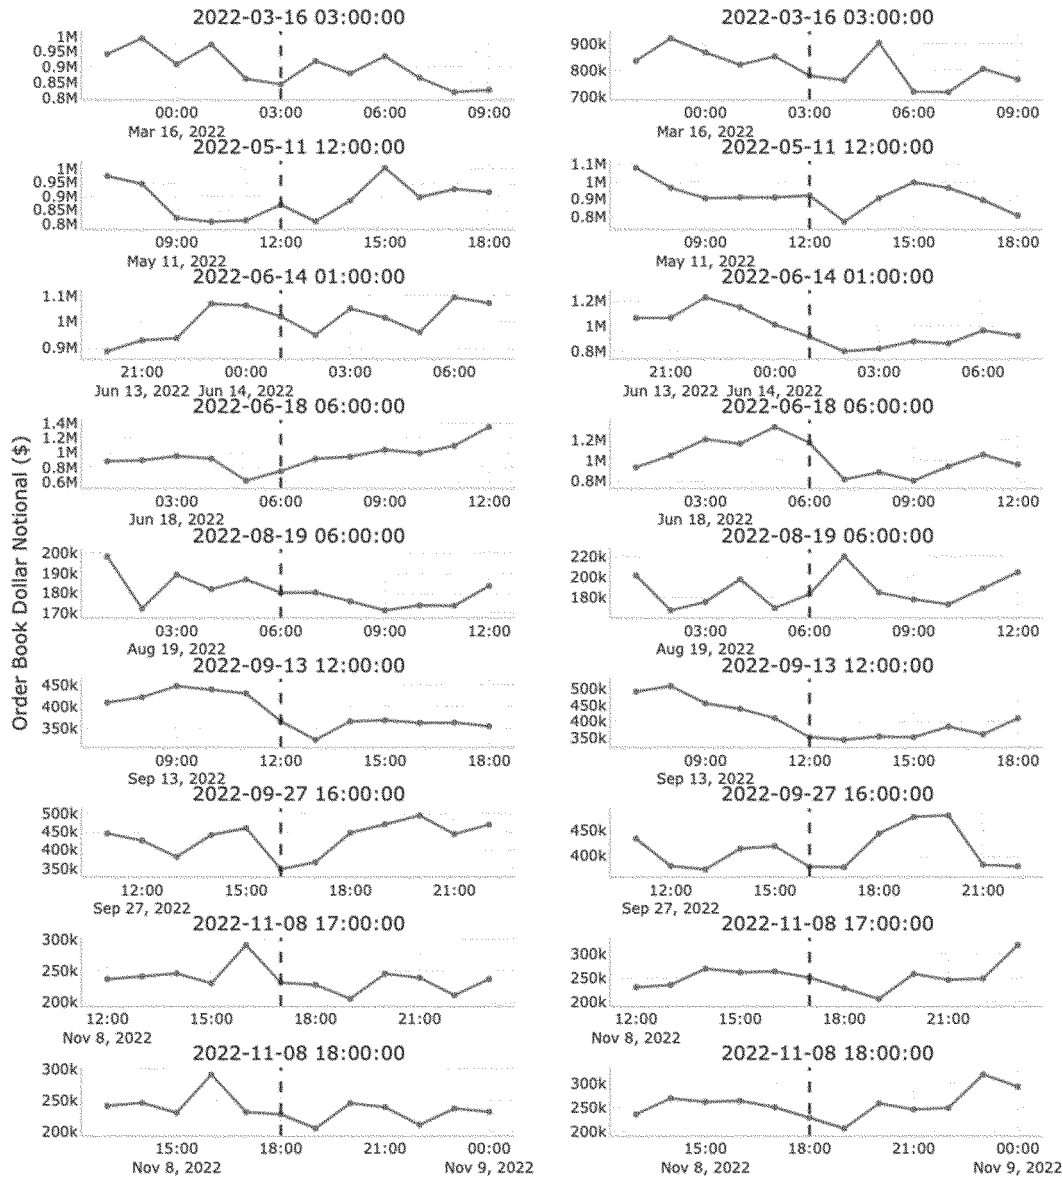 Order Book Dollar Notional ($)
2022-03-16 03:00:00
1M
0.95M
0.9M
0.85M
0.8M
00:00 03:00 06:00 09:00
Mar 16, 2022
2022-03-16 03:00:00
900k
800k
700k
00:00 03:00 06:00 09:00
Mar 16, 2022
2022-05-11 12:00:00
1M
0.95M
0.9M
0.85M
0.8M
09:00 12:00 15:00 18:00
May 11, 2022
2022-05-11 12:00:00
1.1M
1M
0.9M
0.8M
09:00 12:00 15:00 18:00
May 11, 2022
2022-06-14 01:00:00
1.1M
1M
0.9M
21:00 00:00 03:00 06:00
Jun 13, 2022 Jun 14, 2022
2022-06-14 01:00:00
1.2M
1M
0.8M
21:00 00:00 03:00 06:00
Jun 13, 2022 Jun 14, 2022
2022-06-18 06:00:00
1.4M
1.2M
1M
0.8M
0.6M
03:00 06:00 09:00 12:00
Jun 18, 2022
2022-06-18 06:00:00
1.2M
1M
0.8M
03:00 06:00 09:00 12:00
Jun 18, 2022
2022-08-19 06:00:00
200k
190k
180k
170k
03:00 06:00 09:00 12:00
Aug 19, 2022
2022-08-19 06:00:00
220k
200k
180k
03:00 06:00 09:00 12:00
Aug 19, 2022
2022-09-13 12:00:00
450k
400k
350k
09:00 12:00 15:00 18:00
Sep 13, 2022
2022-09-13 12:00:00
500k
450k
400k
350k
09:00 12:00 15:00 18:00
Sep 13, 2022
2022-09-27 16:00:00
500k
450k
400k
350k
12:00 15:00 18:00 21:00
Sep 27, 2022
2022-09-27 16:00:00
450k
400k
12:00 15:00 18:00 21:00
Sep 27, 2022
2022-11-08 17:00:00
300k
250k
200k
12:00 15:00 18:00 21:00
Nov 8, 2022
2022-11-08 17:00:00
300k
250k
200k
12:00 15:00 18:00 21:00
Nov 8, 2022
2022-11-08 18:00:00
300k
250k
200k
15:00 18:00 21:00 00:00
Nov 8, 2022 Nov 9, 2022
2022-11-08 18:00:00
300k
250k
200k
15:00 18:00 21:00 00:00
Nov 8, 2022 Nov 9, 2022